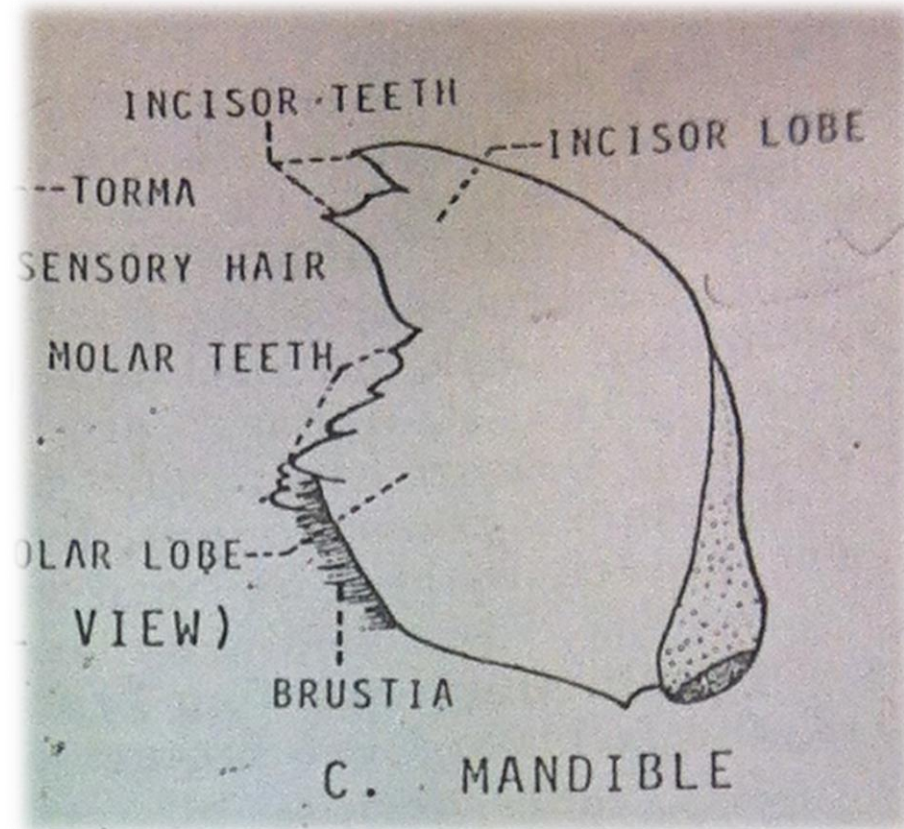 INCISOR TEETH
INCISOR LOBE
TORMA
SENSORY HAIR
MOLAR TEETH
OLAR LOBE
VIEW)
BRUSTIA
C. MANDIBLE